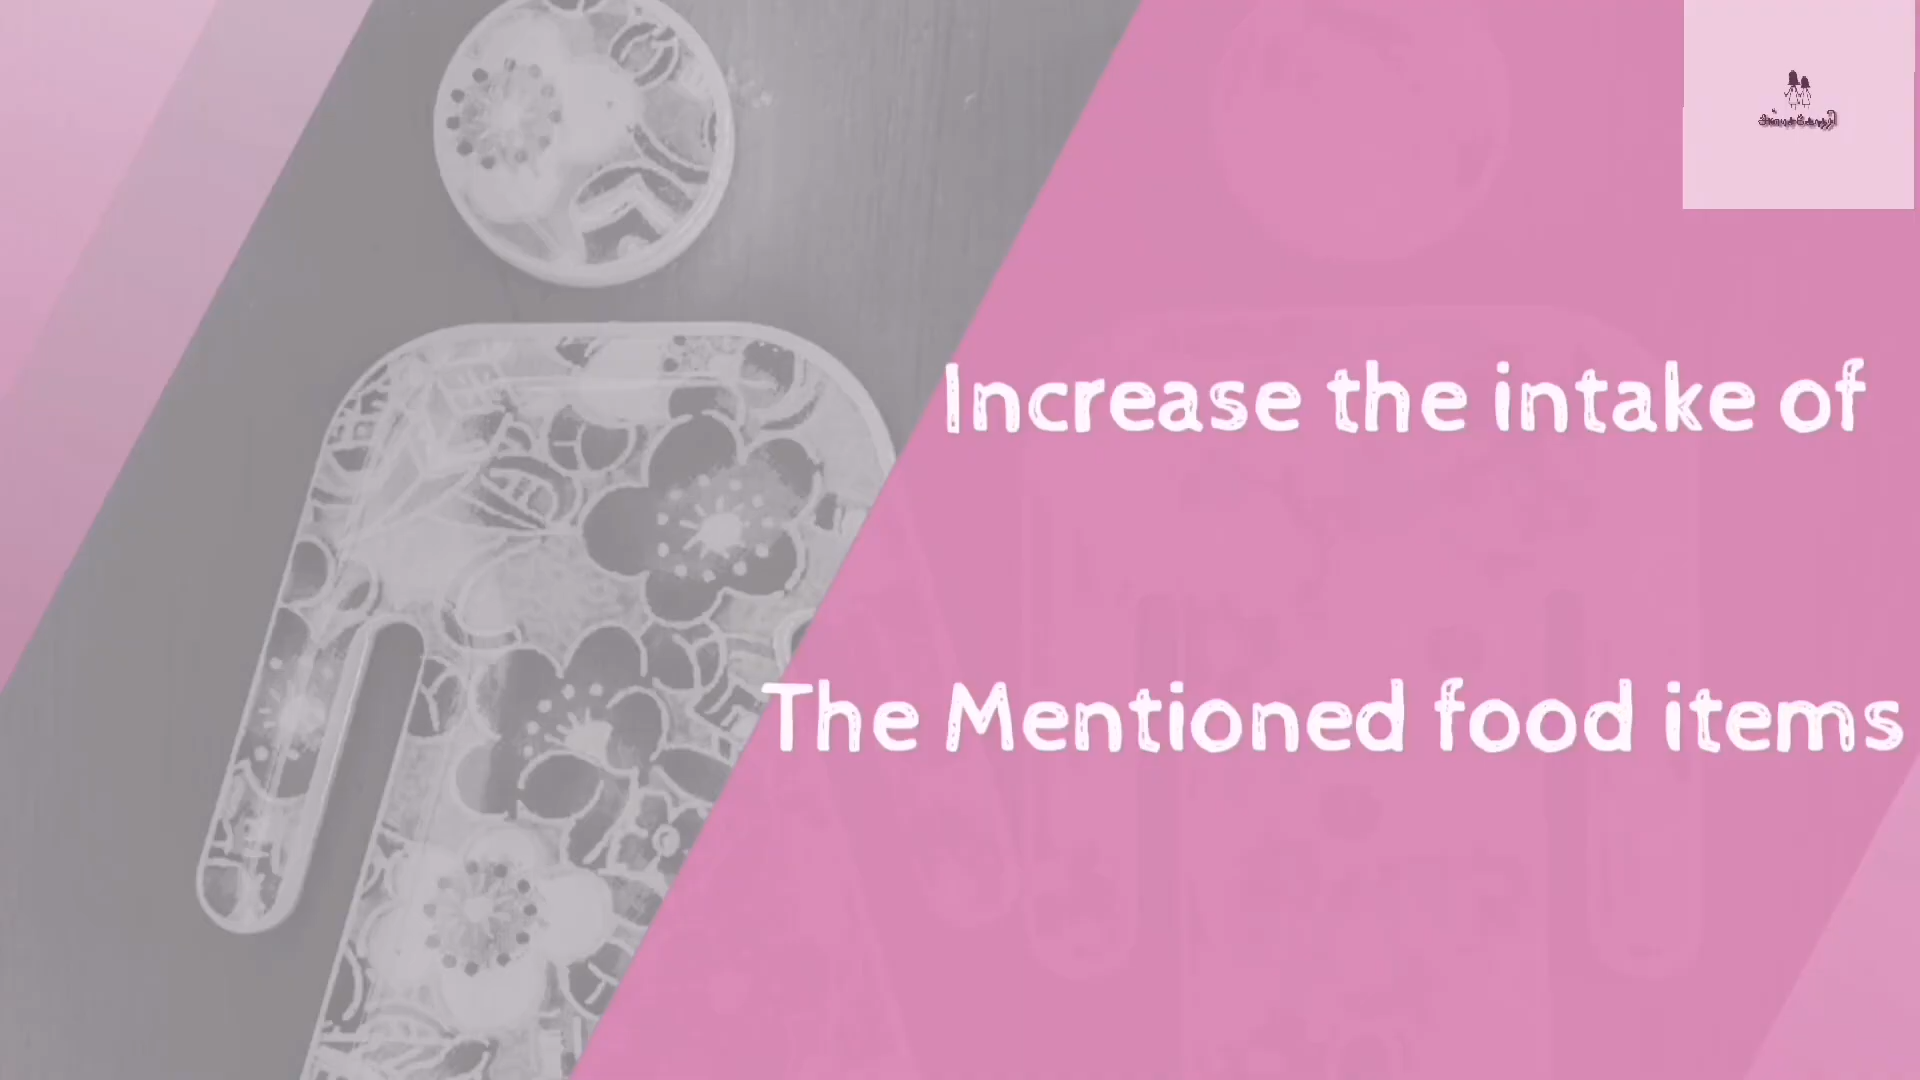 Increase the intake of
The Mentioned food items